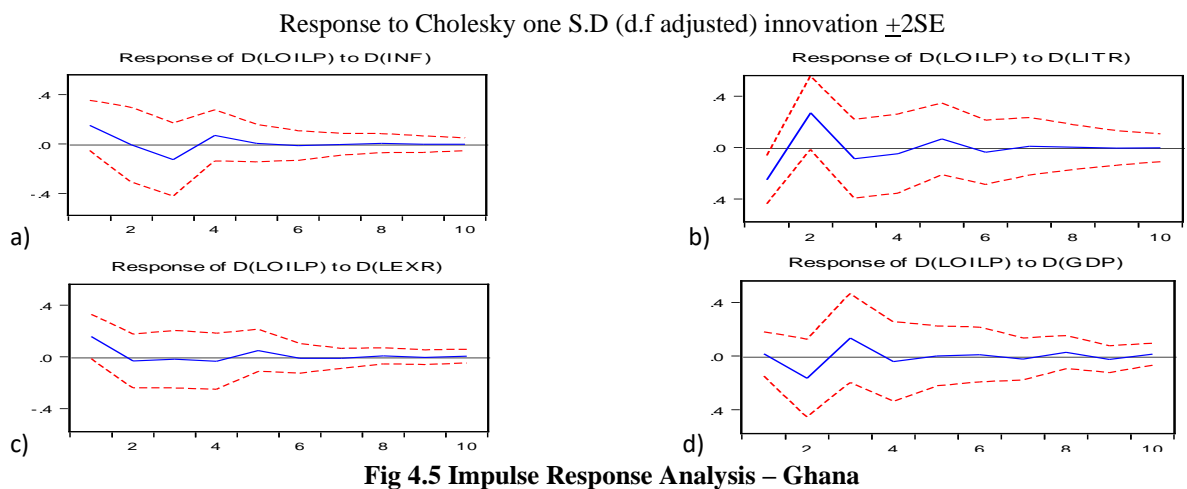 Response to Cholesky one S.D (d.f adjusted) innovation +2SE
Response of D(LOILP) to D(INF)
.4
.0
-.4
2 4 6 8 10
a)
Response of D(LOILP) to D(LITR)
.4
.0
.4
2 4 6 8 10
b)
Response of D(LOILP) to D(LEXR)
.4
.0
-.4
2 4 6 8 10
c)
Response of D(LOILP) to D(GDP)
.4
.0
.4
2 4 6 8 10
d)
Fig 4.5 Impulse Response Analysis – Ghana